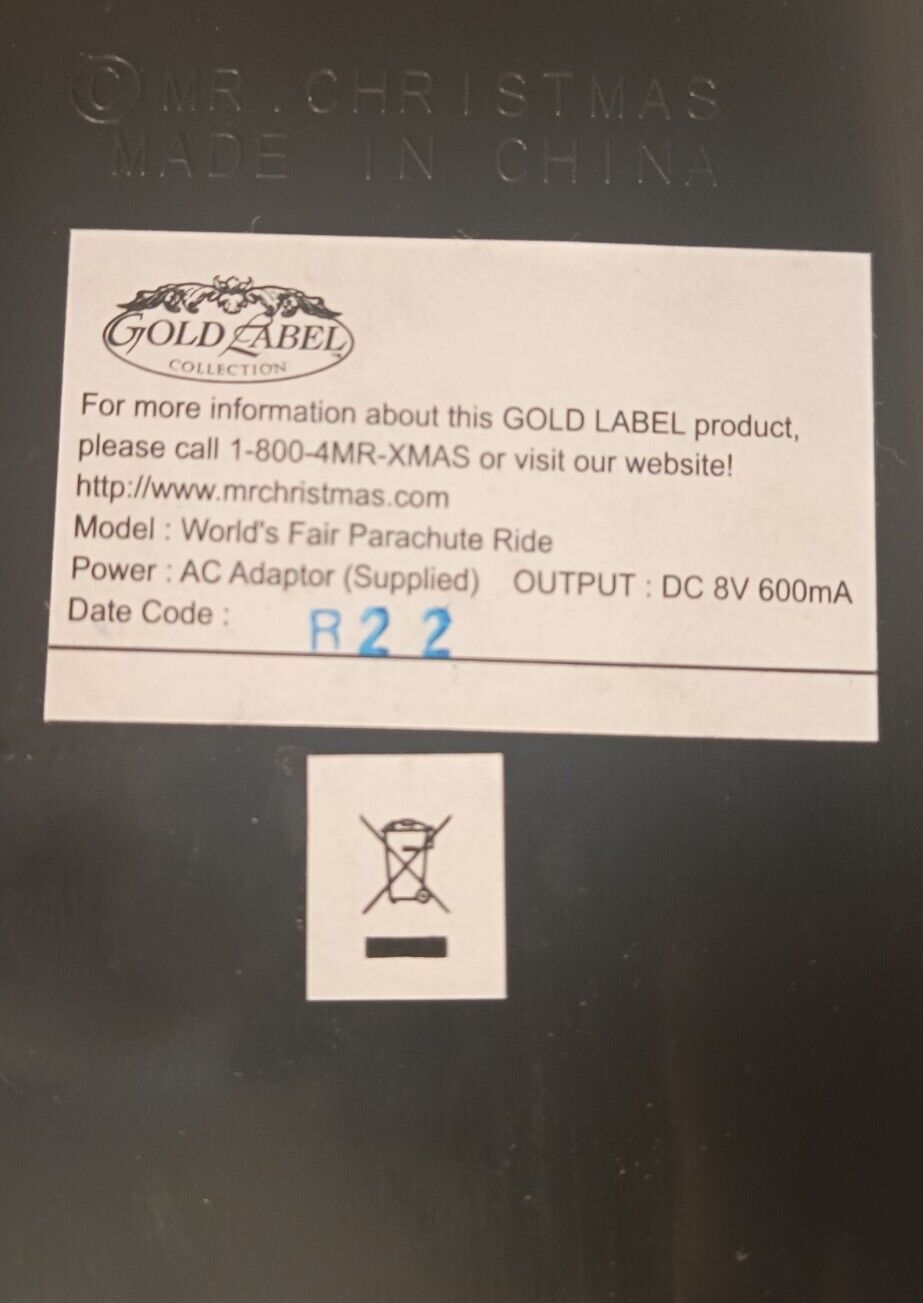 © MR. CHRISTMAS
MADE IN CHINA
GOLD LABEL
COLLECTION
For more information about this GOLD LABEL product,
please call 1-800-4MR-XMAS or visit our website!
http://www.mrchristmas.com
Model : World's Fair Parachute Ride
Power : AC Adaptor (Supplied) OUTPUT : DC 8V 600mA
Date Code : R22